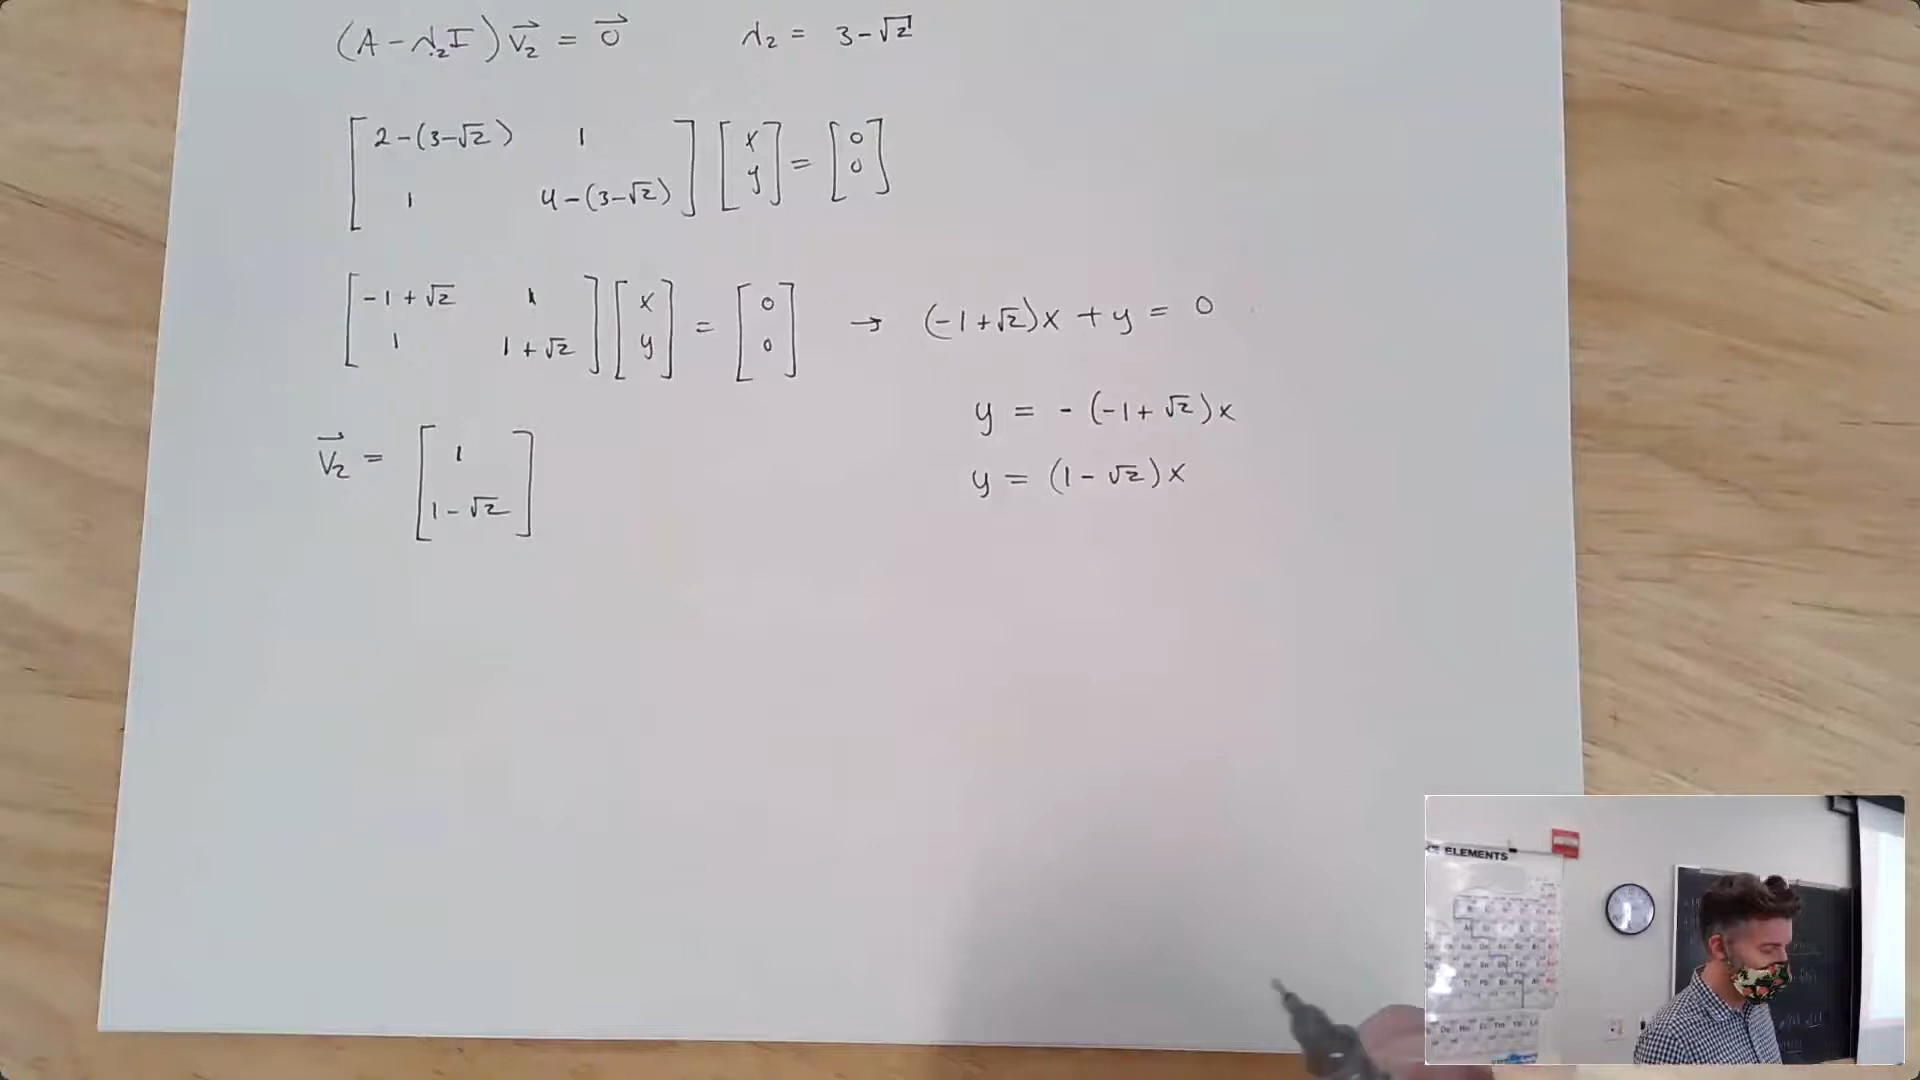 (A - λ₂I) v⃗₂ = 0⃗    λ₂ = 3 - √2
[2 - (3 - √2)  1; 1  4 - (3 - √2)] [x; y] = [0; 0]
[-1 + √2  1; 1  1 + √2] [x; y] = [0; 0] → (-1 + √2)x + y = 0
y = - (-1 + √2)x
v⃗₂ = [1; 1 - √2]
y = (1 - √2)x
ELEMENTS